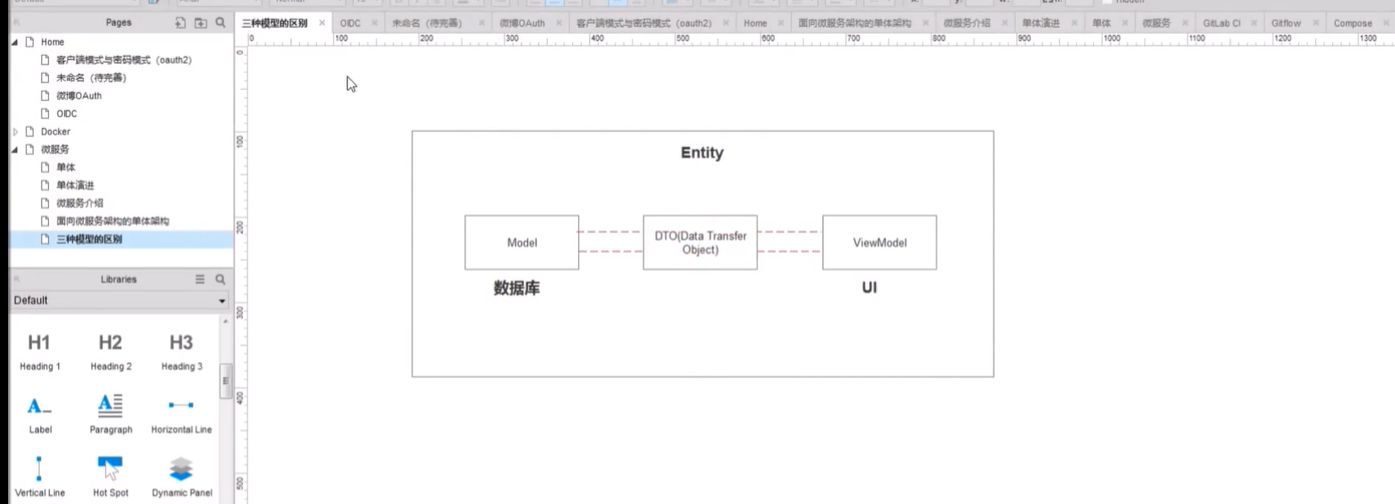 Pages
三种模型的区别
OIDC
未命名（待完善）
微博OAuth
客户端模式与密码模式（oauth2）
Home
面向微服务架构的单体架构
微服务介绍
单体演进
单体
微服务
GitLab CI
Gitflow
Compose
0 100 200 300 400 500 600 700 800 900 1000 1100 1200 1300
Home
客户端模式与密码模式（oauth2）
未命名（待完善）
微博OAuth
OIDC
Docker
微服务
单体
单体演进
微服务介绍
面向微服务架构的单体架构
三种模型的区别
Libraries
Default
H1 H2 H3
Heading 1 Heading 2 Heading 3
Label Paragraph Horizontal Line
Vertical Line Hot Spot Dynamic Panel
0
100
200
300
400
500
Entity
Model
DTO(Data Transfer
Object)
ViewModel
数据库
UI